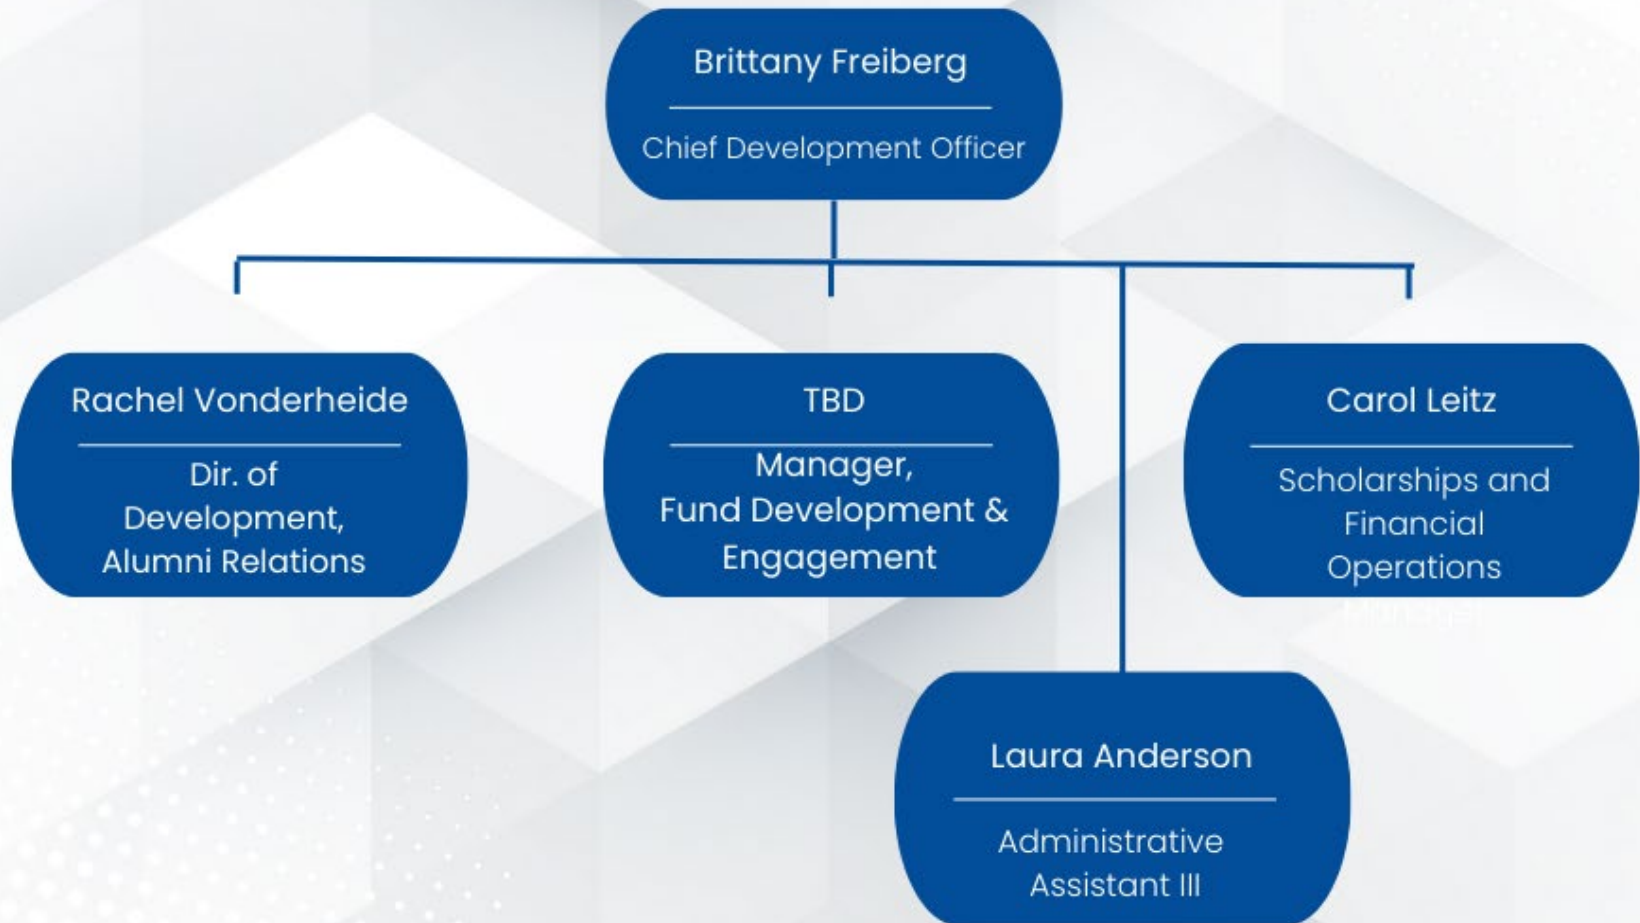 Brittany Freiberg
Chief Development Officer
Rachel Vonderheide
Dir. of
Development,
Alumni Relations
TBD
Manager,
Fund Development &
Engagement
Carol Leitz
Scholarships and
Financial
Operations
Manager
Laura Anderson
Administrative
Assistant III